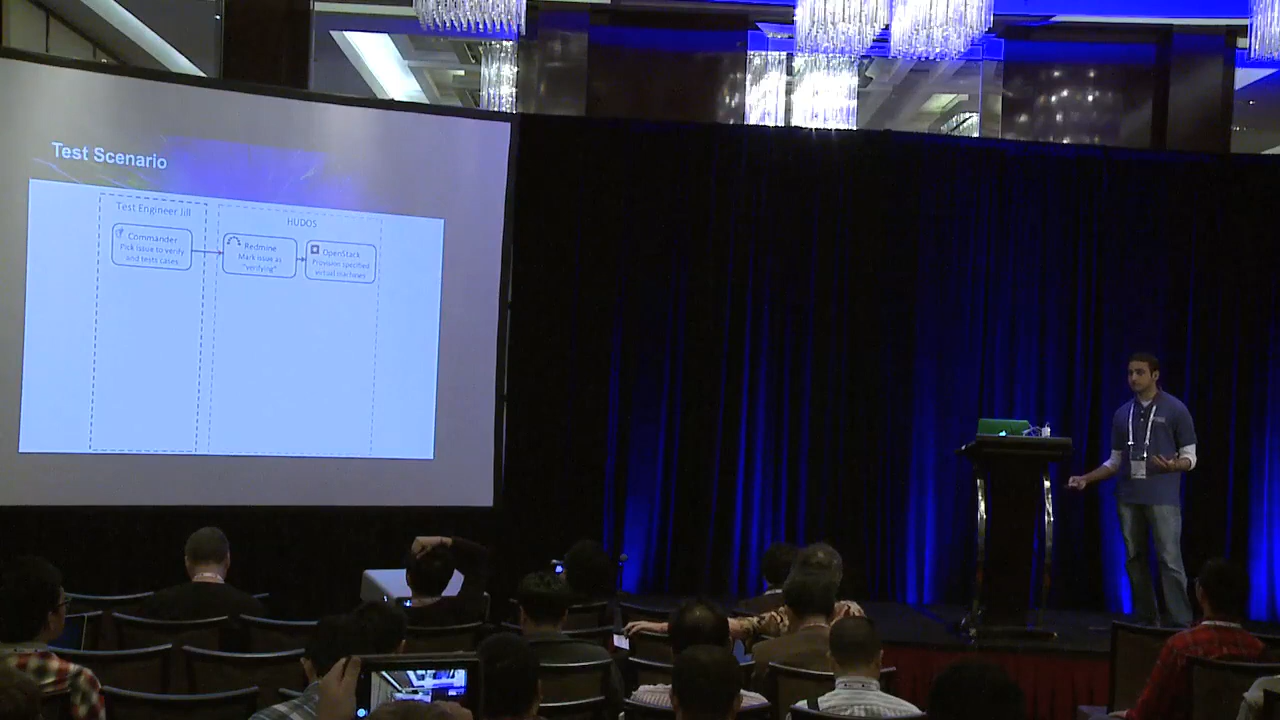 Test Scenario
Test Engineer Jill
HUDOS
Commander
Pick issue to verify
and tests cases
Redmine
Mark issue as
"verifying"
OpenStack
Provision specified
virtual machines